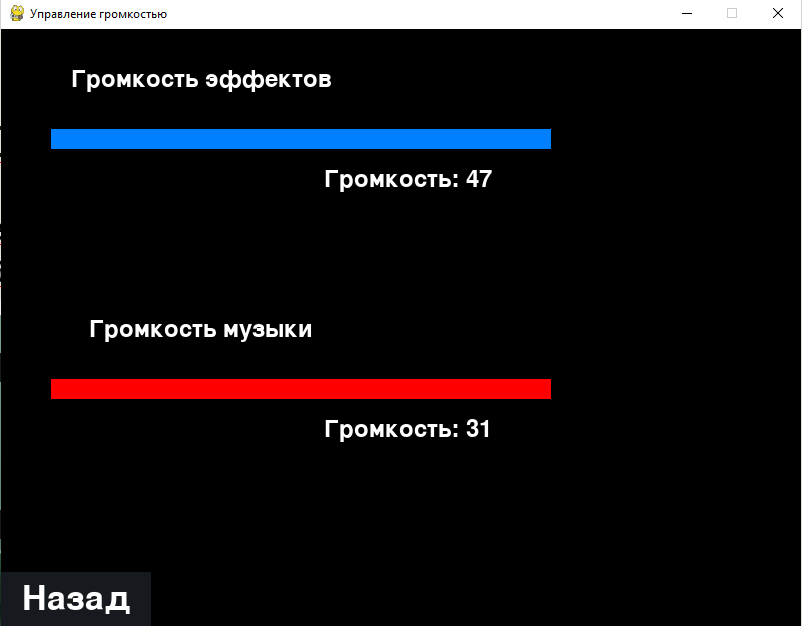 Управление громкостью
Громкость эффектов
Громкость: 47
Громкость музыки
Громкость: 31
Назад